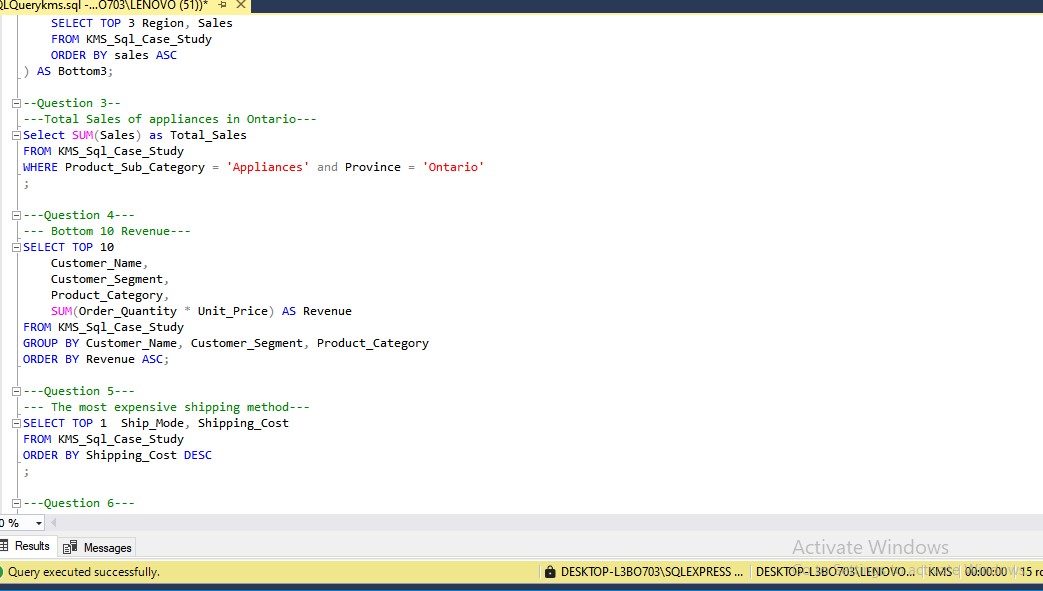 QLQuerykms.sql -...O703\LENOVO (51))*
SELECT TOP 3 Region, Sales
FROM KMS_Sql_Case_Study
ORDER BY sales ASC
) AS Bottom3;
--Question 3--
---Total Sales of appliances in Ontario---
Select SUM(Sales) as Total_Sales
FROM KMS_Sql_Case_Study
WHERE Product_Sub_Category = 'Appliances' and Province = 'Ontario'
;
---Question 4---
--- Bottom 10 Revenue---
SELECT TOP 10
Customer_Name,
Customer_Segment,
Product_Category,
SUM(Order_Quantity * Unit_Price) AS Revenue
FROM KMS_Sql_Case_Study
GROUP BY Customer_Name, Customer_Segment, Product_Category
ORDER BY Revenue ASC;
---Question 5---
--- The most expensive shipping method---
SELECT TOP 1  Ship_Mode, Shipping_Cost
FROM KMS_Sql_Case_Study
ORDER BY Shipping_Cost DESC
;
---Question 6---
0 %
Results Messages
Activate Windows
Query executed successfully. DESKTOP-L3BO703\SQLEXPRESS ... DESKTOP-L3BO703\LENOVO... KMS 00:00:00 15 ro